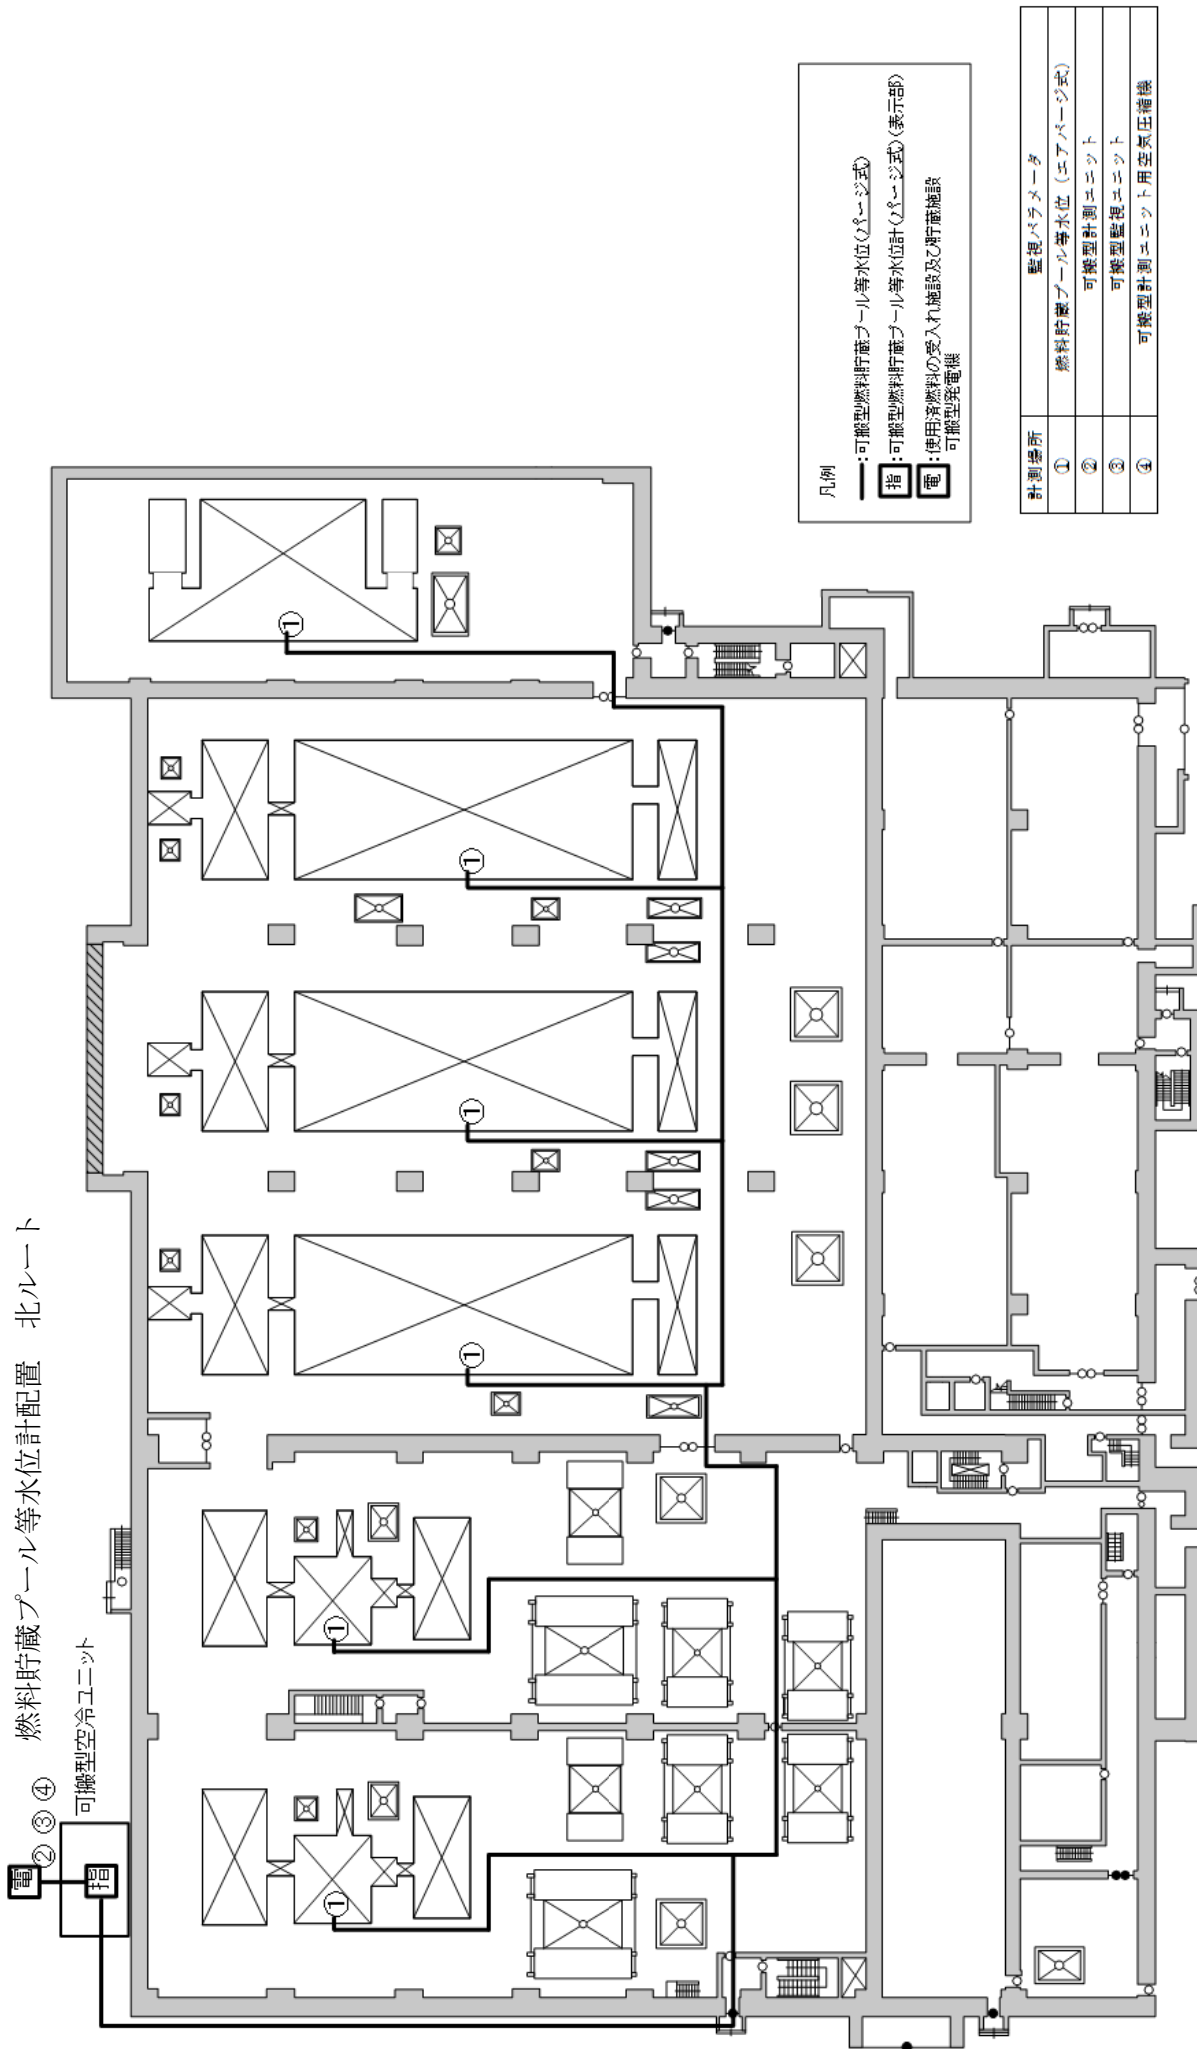 燃料貯蔵プール等水位計配置　北ルート
電
②③④
指
可搬型空冷ユニット
①
①
①
①
①
①
凡例
:可搬型燃料貯蔵プール等水位(パージ式)
指:可搬型燃料貯蔵プール等水位計(パージ式)(表示部)
電:使用済燃料の受入れ施設及び貯蔵施設
可搬型発電機
計測場所 監視パラメータ
① 燃料貯蔵プール等水位（エアパージ式）
② 可搬型計測ユニット
③ 可搬型監視ユニット
④ 可搬型計測ユニット用空気圧縮機